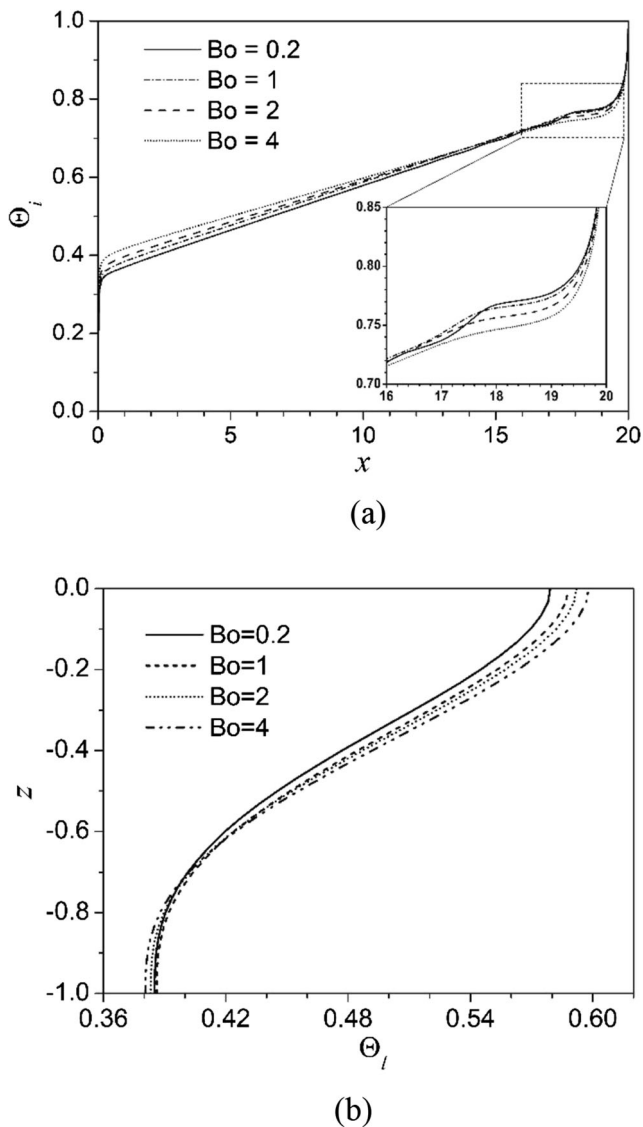 1.0
0.8
0.6
0.4
0.2
0.0
Θi
Bo = 0.2
Bo = 1
Bo = 2
Bo = 4
0.85
0.80
0.75
0.70
16 17 18 19 20
0 5 10 15 20
x
(a)
0.0
-0.2
-0.4
-0.6
-0.8
-1.0
z
Bo=0.2
Bo=1
Bo=2
Bo=4
0.36 0.42 0.48 0.54 0.60
Θl
(b)